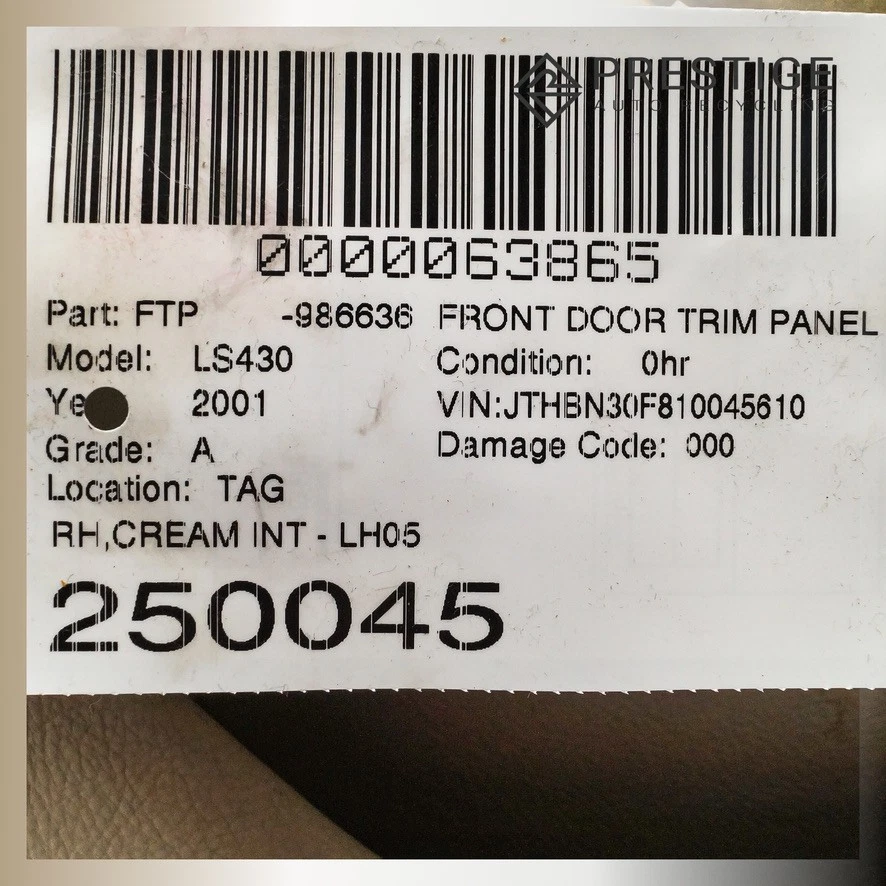 PRESTIGE
AUTO RECYCLING
0000063865
Part: FTP -986636 FRONT DOOR TRIM PANEL
Model: LS430 Condition: 0hr
Ye 2001 VIN:JTHBN30F810045610
Grade: A Damage Code: 000
Location: TAG
RH,CREAM INT - LH05
250045